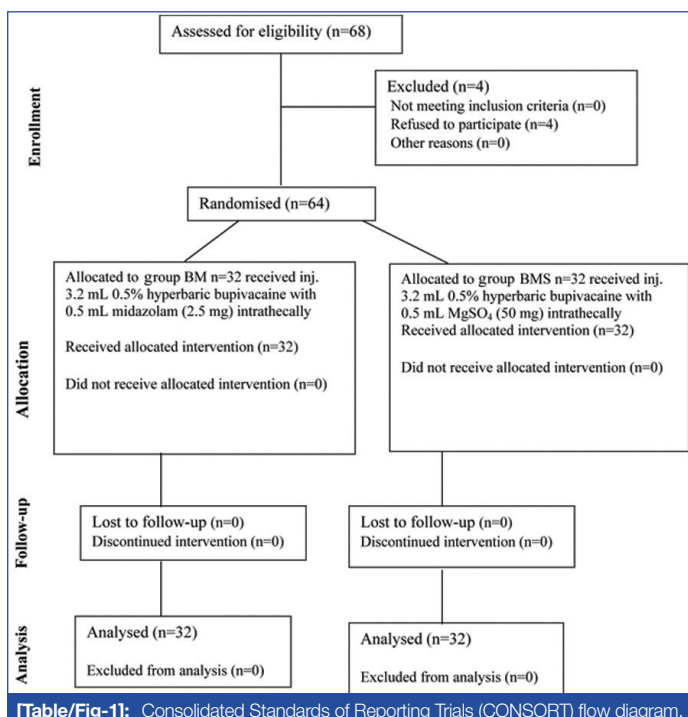 Assessed for eligibility (n=68)
Enrollment
Excluded (n=4)
Not meeting inclusion criteria (n=0)
Refused to participate (n=4)
Other reasons (n=0)
Randomised (n=64)
Allocation
Allocated to group BM n=32 received inj.
3.2 mL 0.5% hyperbaric bupivacaine with
0.5 mL midazolam (2.5 mg) intrathecally
Received allocated intervention (n=32)
Did not receive allocated intervention (n=0)
Allocated to group BMS n=32 received inj.
3.2 mL 0.5% hyperbaric bupivacaine with
0.5 mL MgSO₄ (50 mg) intrathecally
Received allocated intervention (n=32)
Did not receive allocated intervention (n=0)
Follow-up
Lost to follow-up (n=0)
Discontinued intervention (n=0)
Lost to follow-up (n=0)
Discontinued intervention (n=0)
Analysis
Analysed (n=32)
Excluded from analysis (n=0)
Analysed (n=32)
Excluded from analysis (n=0)
[Table/Fig-1]: Consolidated Standards of Reporting Trials (CONSORT) flow diagram.